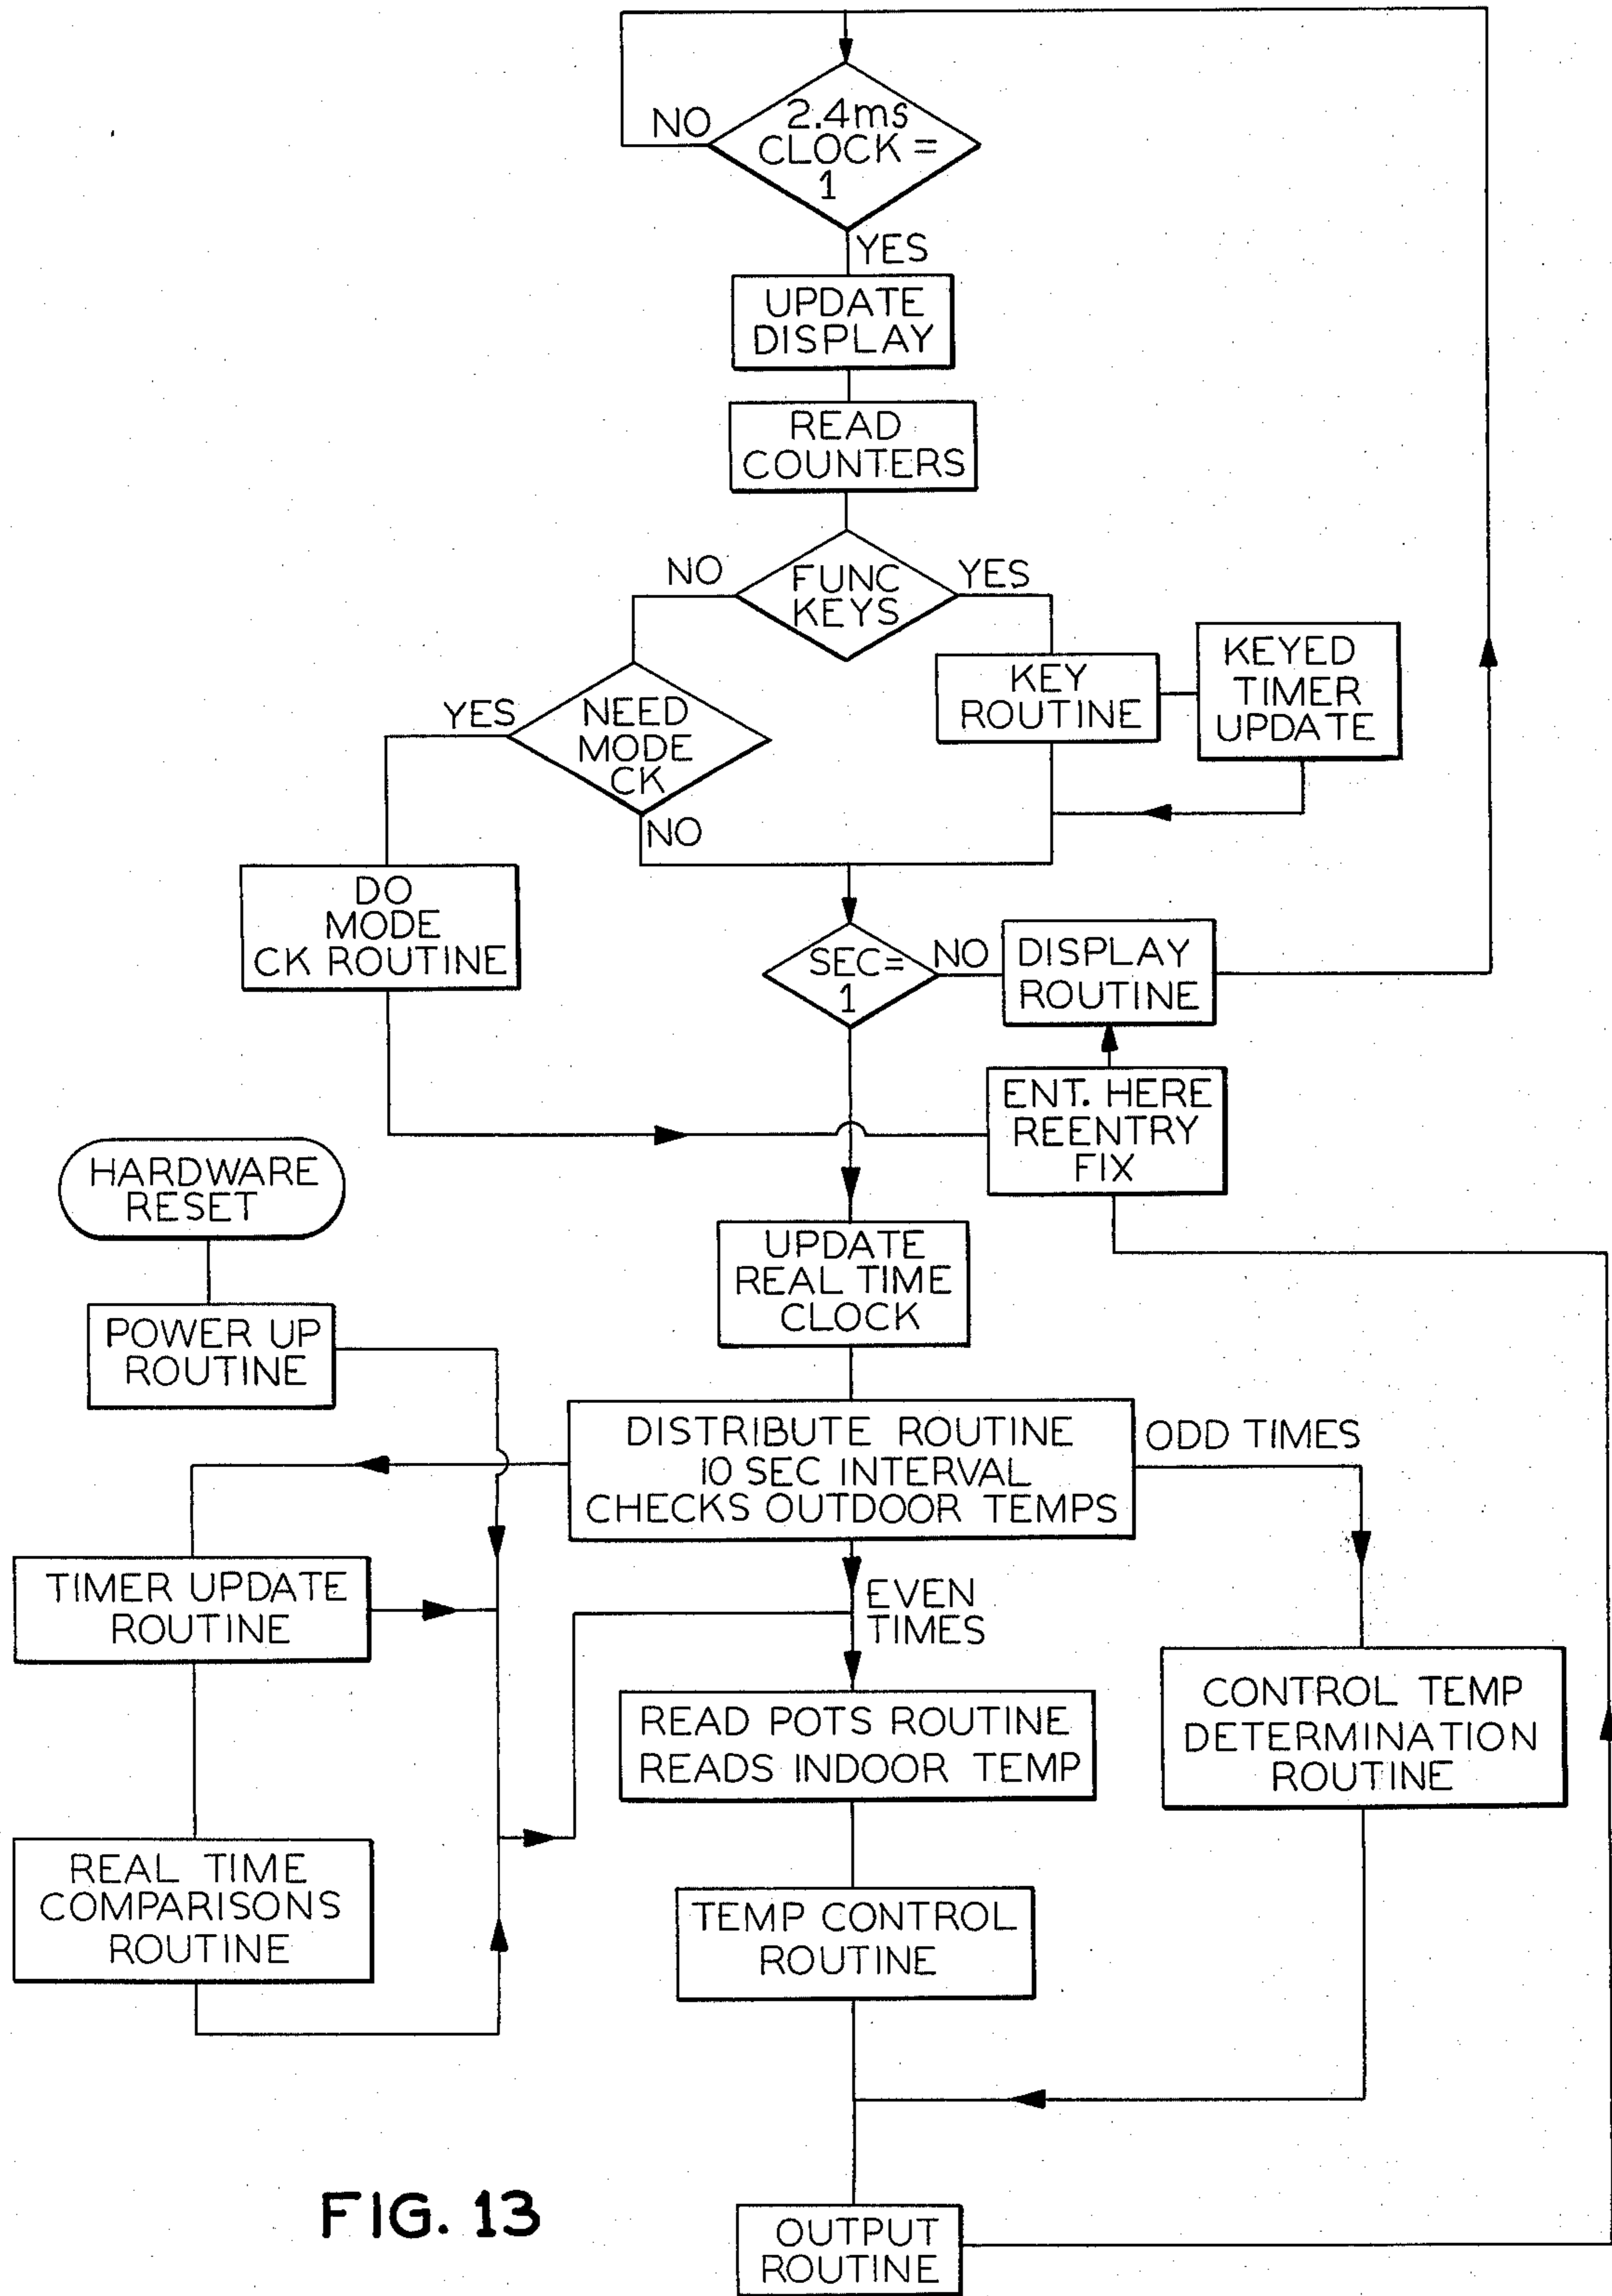 2.4ms
CLOCK =
1
NO
YES
UPDATE
DISPLAY
READ
COUNTERS
FUNC
KEYS
NO
YES
KEY
ROUTINE
KEYED
TIMER
UPDATE
NEED
MODE
CK
YES
NO
DO
MODE
CK ROUTINE
SEC=
1
NO
DISPLAY
ROUTINE
ENT. HERE
REENTRY
FIX
HARDWARE
RESET
UPDATE
REAL TIME
CLOCK
POWER UP
ROUTINE
DISTRIBUTE ROUTINE
10 SEC INTERVAL
CHECKS OUTDOOR TEMPS
ODD TIMES
TIMER UPDATE
ROUTINE
EVEN
TIMES
READ POTS ROUTINE
READS INDOOR TEMP
CONTROL TEMP
DETERMINATION
ROUTINE
REAL TIME
COMPARISONS
ROUTINE
TEMP CONTROL
ROUTINE
OUTPUT
ROUTINE
FIG. 13